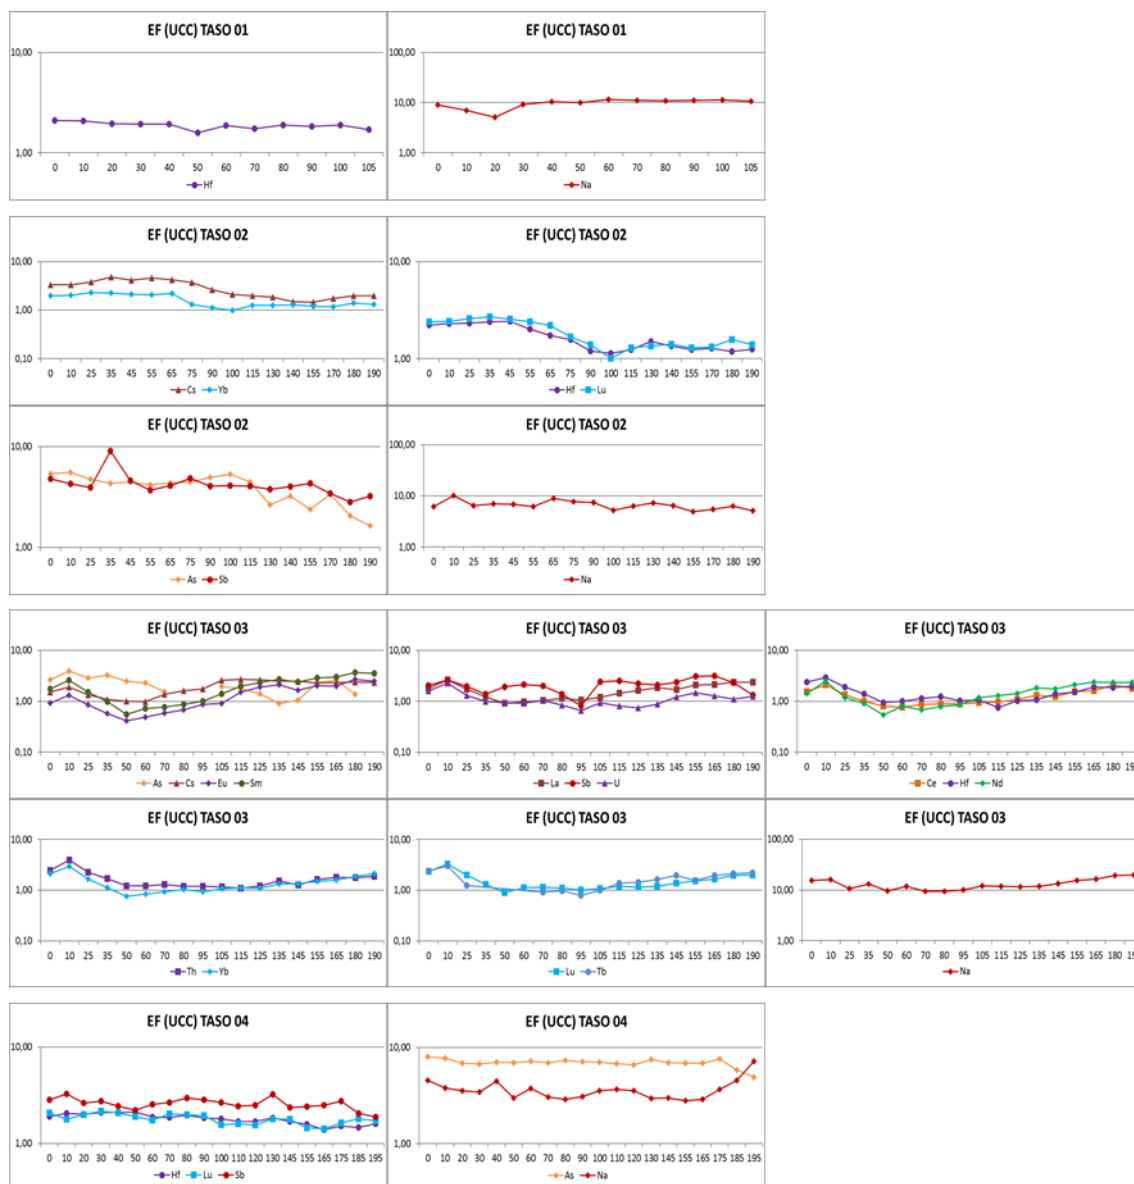 EF (UCC) TASO 01
10,00
1,00
0 10 20 30 40 50 60 70 80 90 100 105
Hf
EF (UCC) TASO 01
100,00
10,00
1,00
0 10 20 30 40 50 60 70 80 90 100 105
Na
EF (UCC) TASO 02
10,00
1,00
0,10
0 10 25 35 45 55 65 75 90 100 115 130 140 155 170 180 190
Cs Yb
EF (UCC) TASO 02
10,00
1,00
0 10 25 35 45 55 65 75 90 100 115 130 140 155 170 180 190
Hf Lu
EF (UCC) TASO 02
10,00
1,00
0 10 25 35 45 55 65 75 90 100 115 130 140 155 170 180 190
As Sb
EF (UCC) TASO 02
100,00
10,00
1,00
0 10 25 35 45 55 65 75 90 100 115 130 140 155 170 180 190
Na
EF (UCC) TASO 03
10,00
1,00
0,10
0 10 25 35 50 60 70 85 95 105 115 125 135 145 155 165 180 190
As Cs Eu Sm
EF (UCC) TASO 03
10,00
1,00
0,10
0 10 25 35 50 60 70 85 95 105 115 125 135 145 155 165 180 190
La Sb U
EF (UCC) TASO 03
10,00
1,00
0,10
0 10 25 35 50 60 70 85 95 105 115 125 135 145 155 165 180 190
Ce Hf Nd
EF (UCC) TASO 03
10,00
1,00
0,10
0 10 25 35 50 60 70 85 95 105 115 125 135 145 155 165 180 190
Th Yb
EF (UCC) TASO 03
10,00
1,00
0,10
0 10 25 35 50 60 70 85 95 105 115 125 135 145 155 165 180 190
Lu Tb
EF (UCC) TASO 03
100,00
10,00
1,00
0 10 25 35 50 60 70 85 95 105 115 125 135 145 155 165 180
Na
EF (UCC) TASO 04
10,00
1,00
0 10 20 30 40 50 60 70 80 90 100 110 120 130 140 155 165 175 185 195
Hf Lu Sb
EF (UCC) TASO 04
10,00
1,00
0 10 20 30 40 50 60 70 80 90 100 110 120 130 140 155 165 175 185 195
As Na